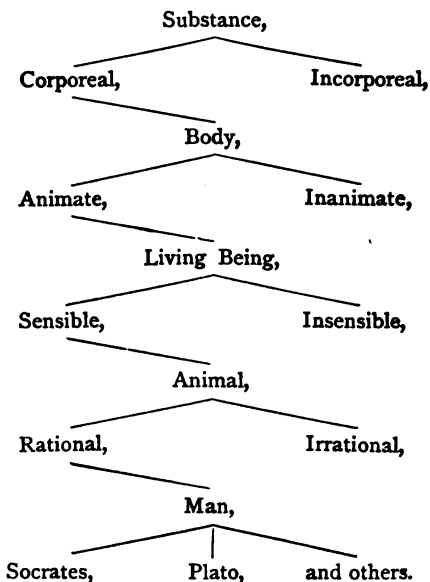 Substance,
Corporeal, Incorporeal,
Body,
Animate, Inanimate,
Living Being,
Sensible, Insensible,
Animal,
Rational, Irrational,
Man,
Socrates, Plato, and others.